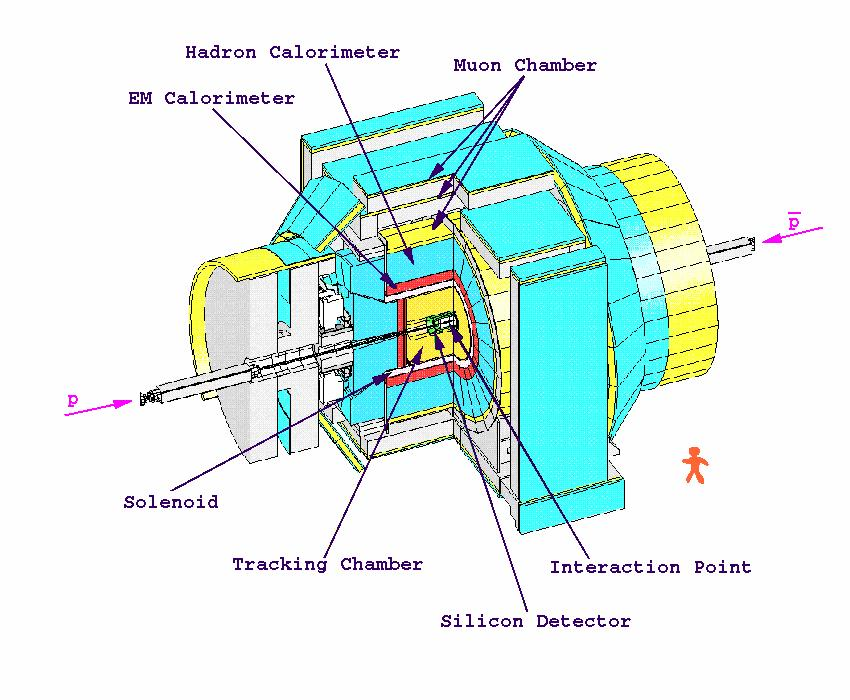 Hadron Calorimeter
Muon Chamber
EM Calorimeter
p̅
p
Solenoid
Tracking Chamber
Interaction Point
Silicon Detector